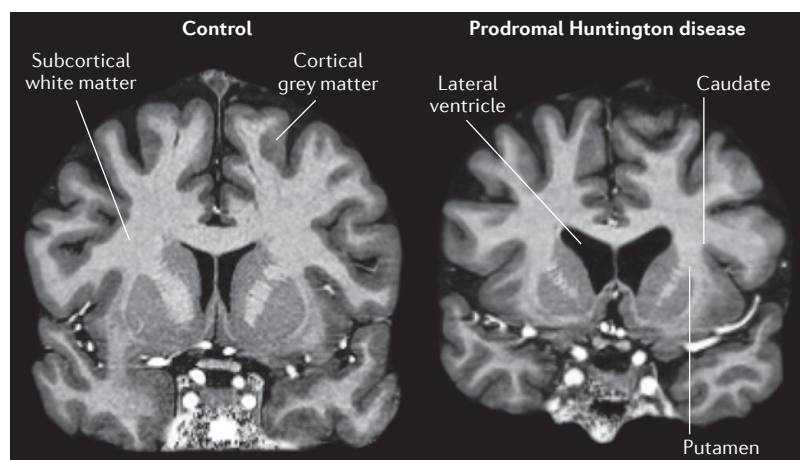 Control
Prodromal Huntington disease
Subcortical
white matter
Cortical
grey matter
Lateral
ventricle
Caudate
Putamen